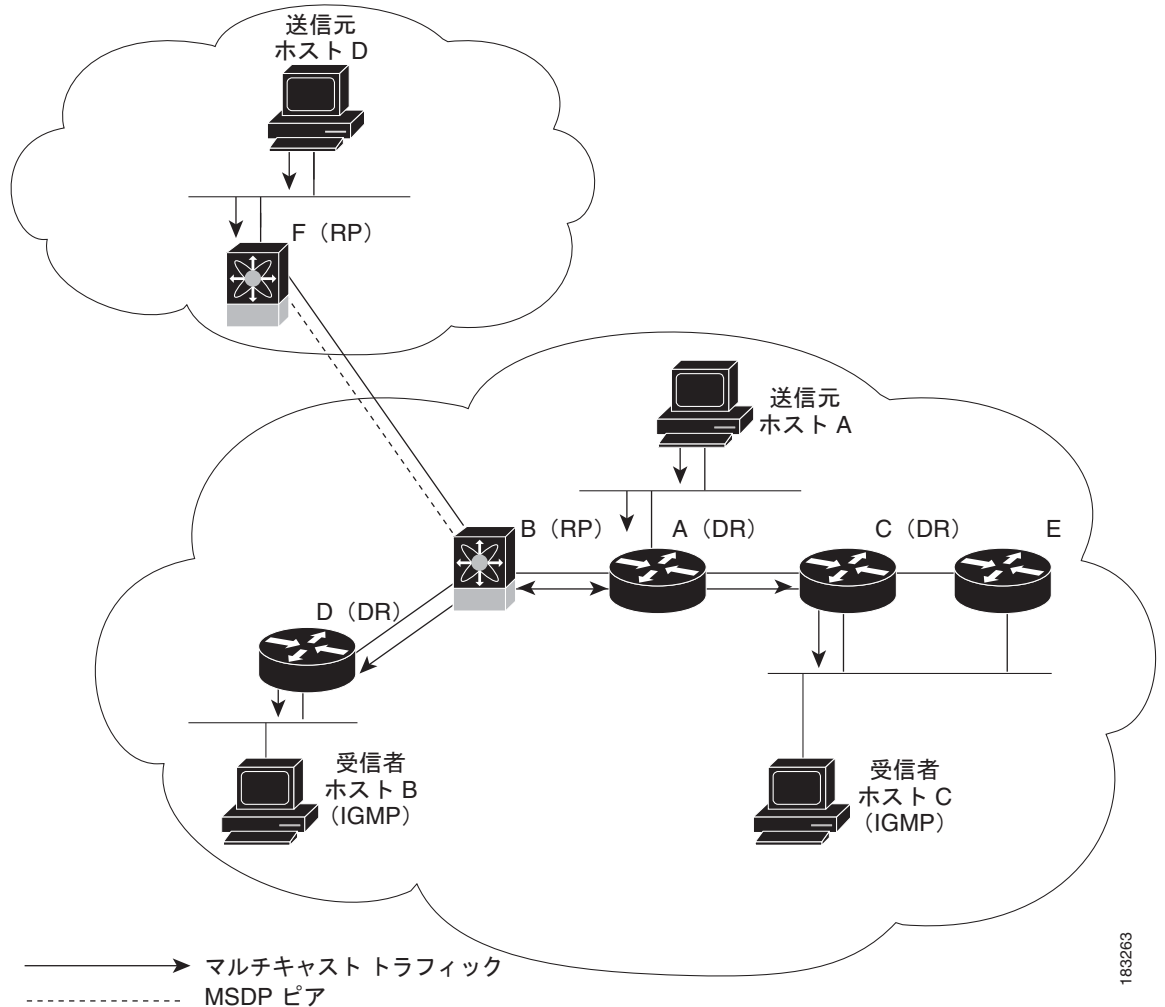 送信元
ホスト D
F（RP）
送信元
ホスト A
B（RP）
A（DR）
C（DR）
E
D（DR）
受信者
ホスト B
（IGMP）
受信者
ホスト C
（IGMP）
マルチキャスト トラフィック
MSDP ピア
183263